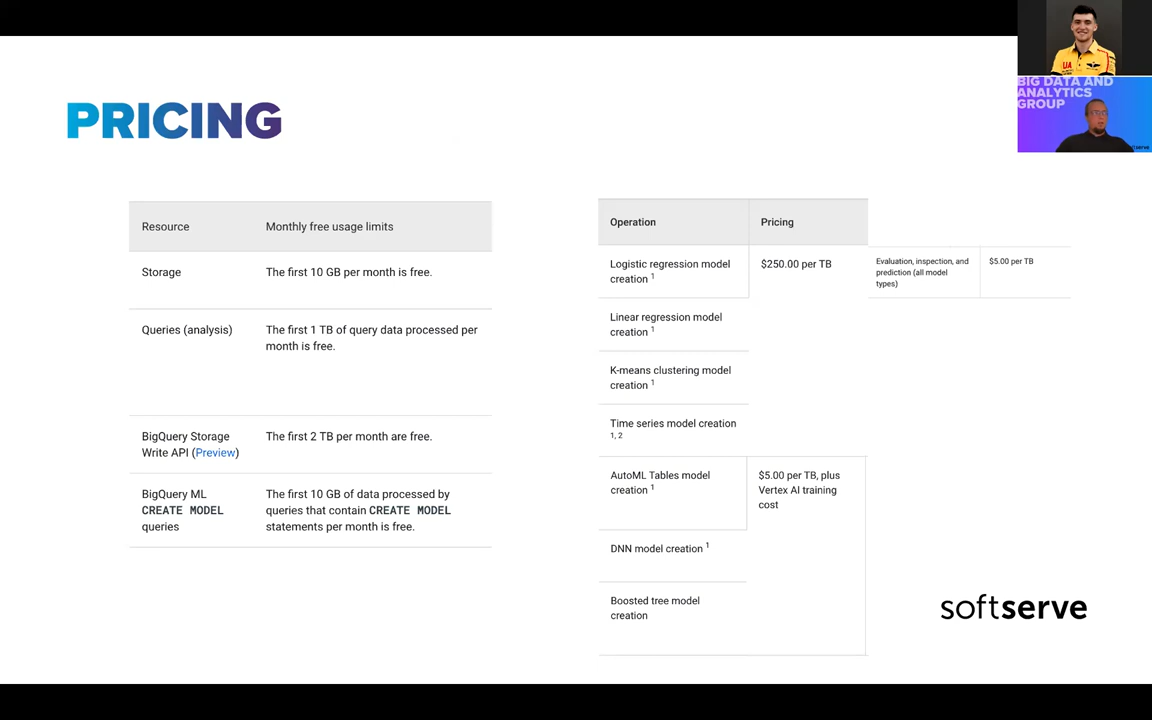 UA
BIG DATA AND
ANALYTICS
GROUP
PRICING
Resource Monthly free usage limits
Storage The first 10 GB per month is free.
Queries (analysis) The first 1 TB of query data processed per
month is free.
BigQuery Storage The first 2 TB per month are free.
Write API (Preview)
BigQuery ML The first 10 GB of data processed by
CREATE MODEL queries that contain CREATE MODEL
queries statements per month is free.
Operation Pricing
Logistic regression model $250.00 per TB
creation 1
Linear regression model
creation 1
K-means clustering model
creation 1
Time series model creation
1, 2
AutoML Tables model $5.00 per TB, plus
creation 1 Vertex AI training
cost
DNN model creation 1
Boosted tree model
creation
Evaluation, inspection, and $5.00 per TB
prediction (all model
types)
softserve